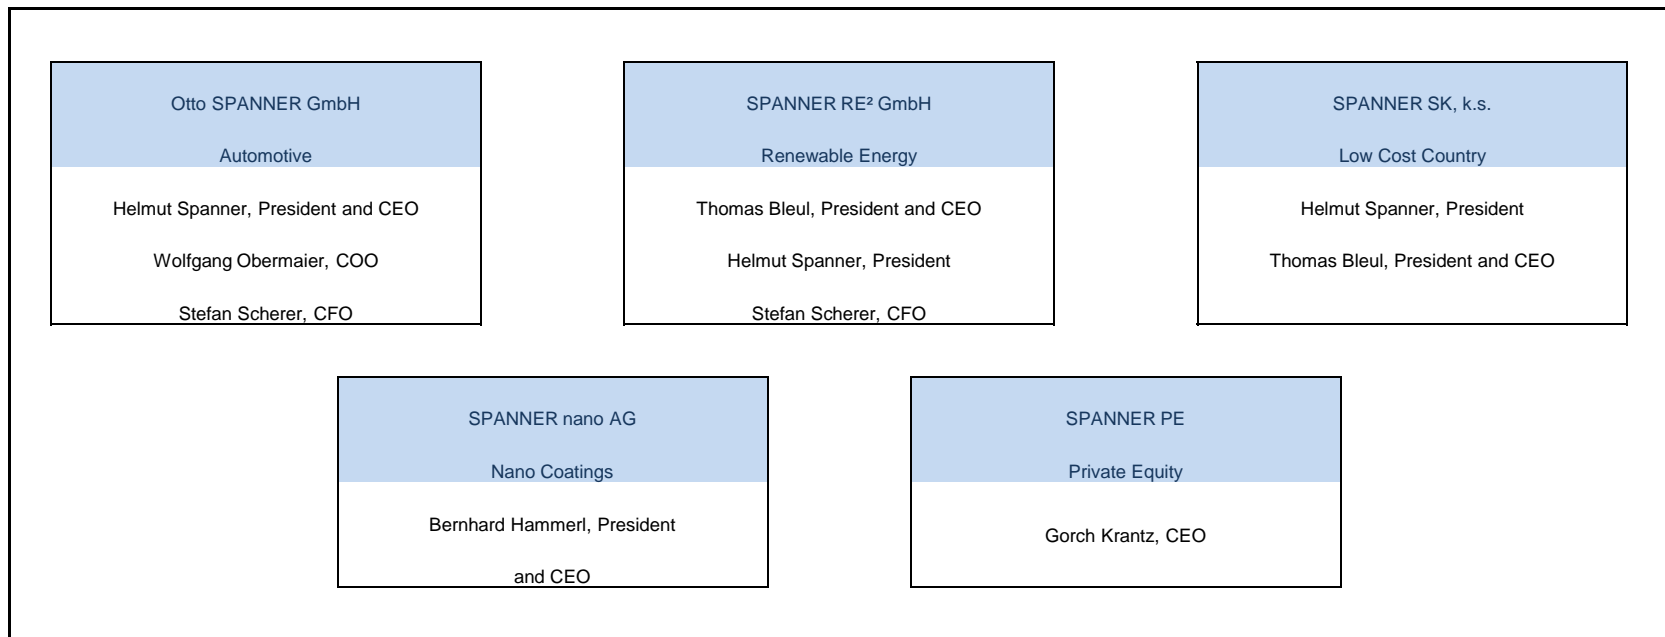 Otto SPANNER GmbH
Automotive
Helmut Spanner, President and CEO
Wolfgang Obermaier, COO
Stefan Scherer, CFO
SPANNER RE² GmbH
Renewable Energy
Thomas Bleul, President and CEO
Helmut Spanner, President
Stefan Scherer, CFO
SPANNER SK, k.s.
Low Cost Country
Helmut Spanner, President
Thomas Bleul, President and CEO
SPANNER nano AG
Nano Coatings
Bernhard Hammerl, President
and CEO
SPANNER PE
Private Equity
Gorch Krantz, CEO